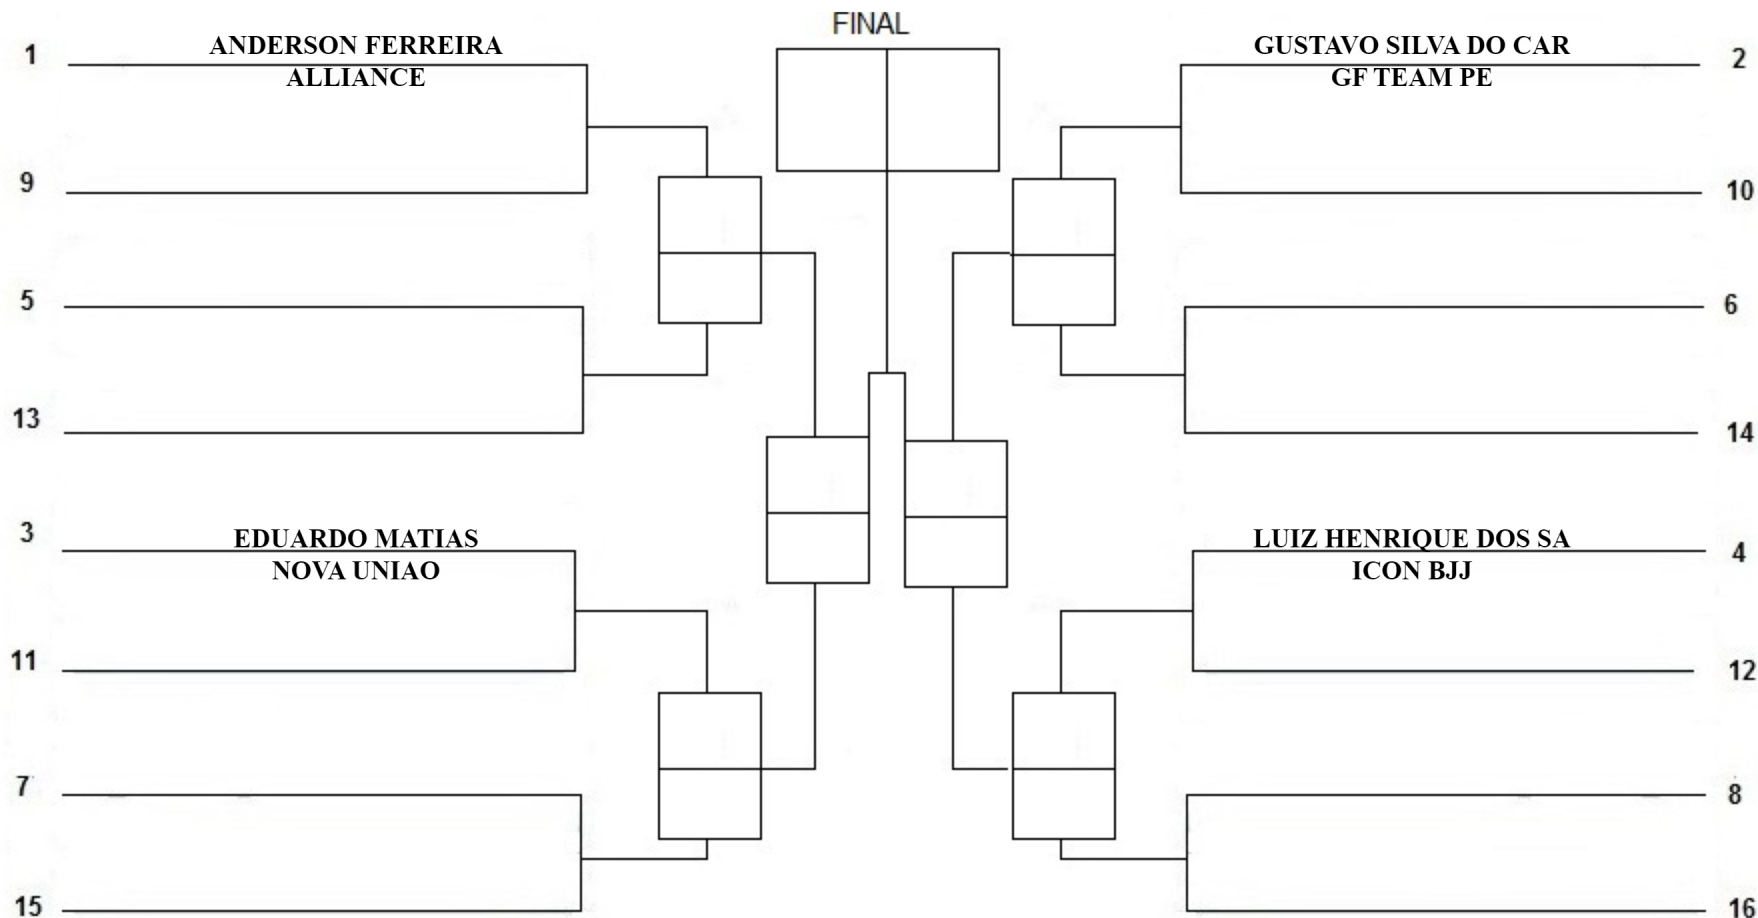 FINAL
1
ANDERSON FERREIRA
ALLIANCE
9
5
13
3
EDUARDO MATIAS
NOVA UNIAO
11
7
15
GUSTAVO SILVA DO CAR
GF TEAM PE
2
10
6
14
LUIZ HENRIQUE DOS SA
ICON BJJ
4
12
8
16